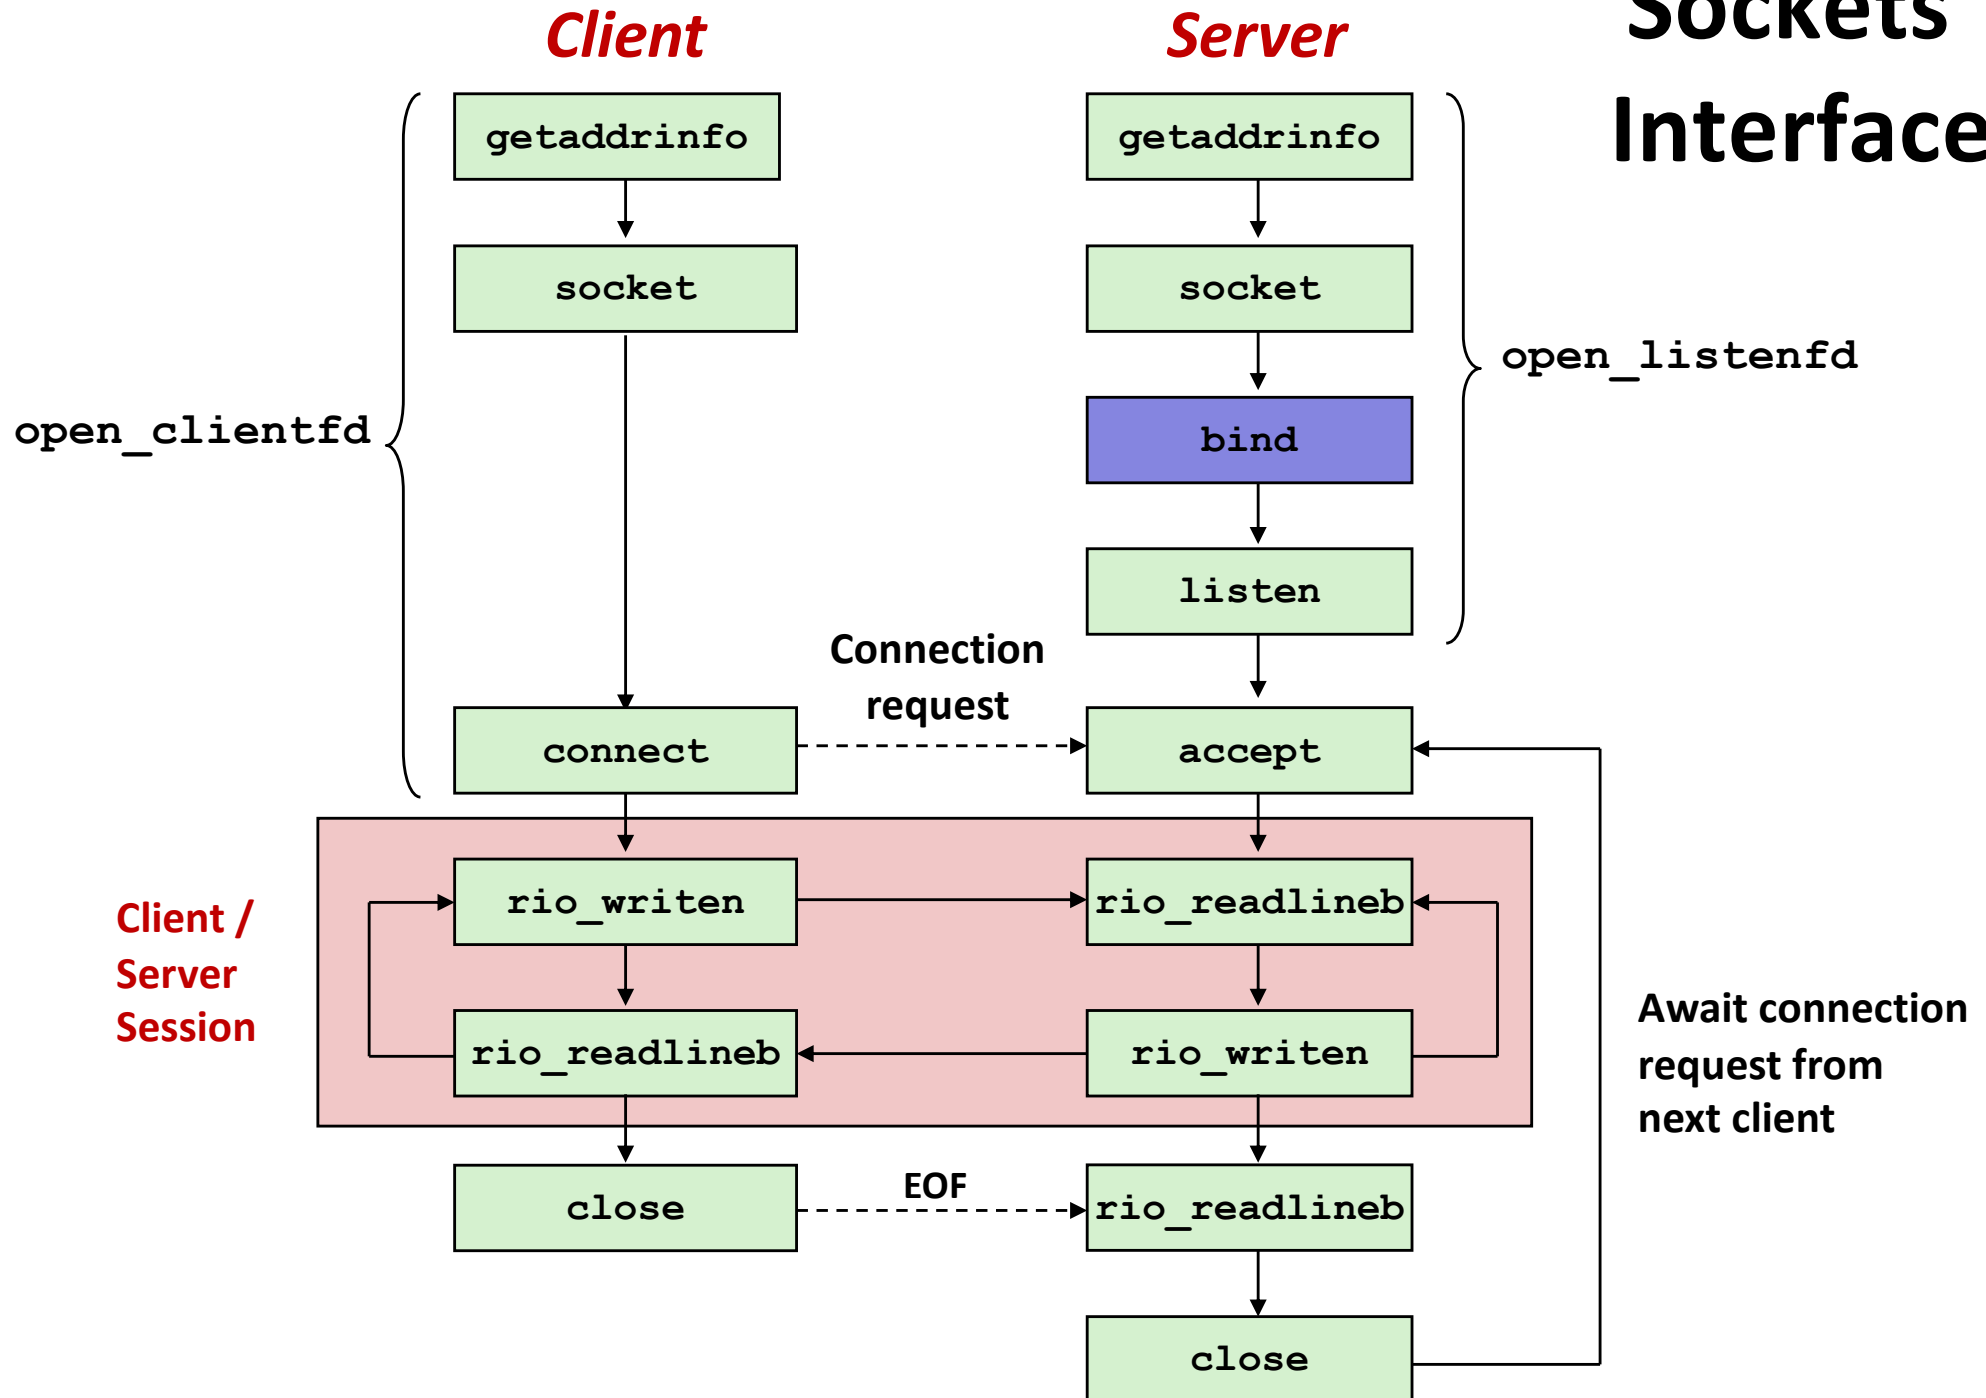 Sockets
Interface
Client
Server
getaddrinfo
getaddrinfo
socket
socket
open_listenfd
open_clientfd
bind
listen
Connection
request
connect
accept
Client /
Server
Session
rio_writen
rio_readlineb
rio_readlineb
rio_writen
Await connection
request from
next client
close
EOF
rio_readlineb
close